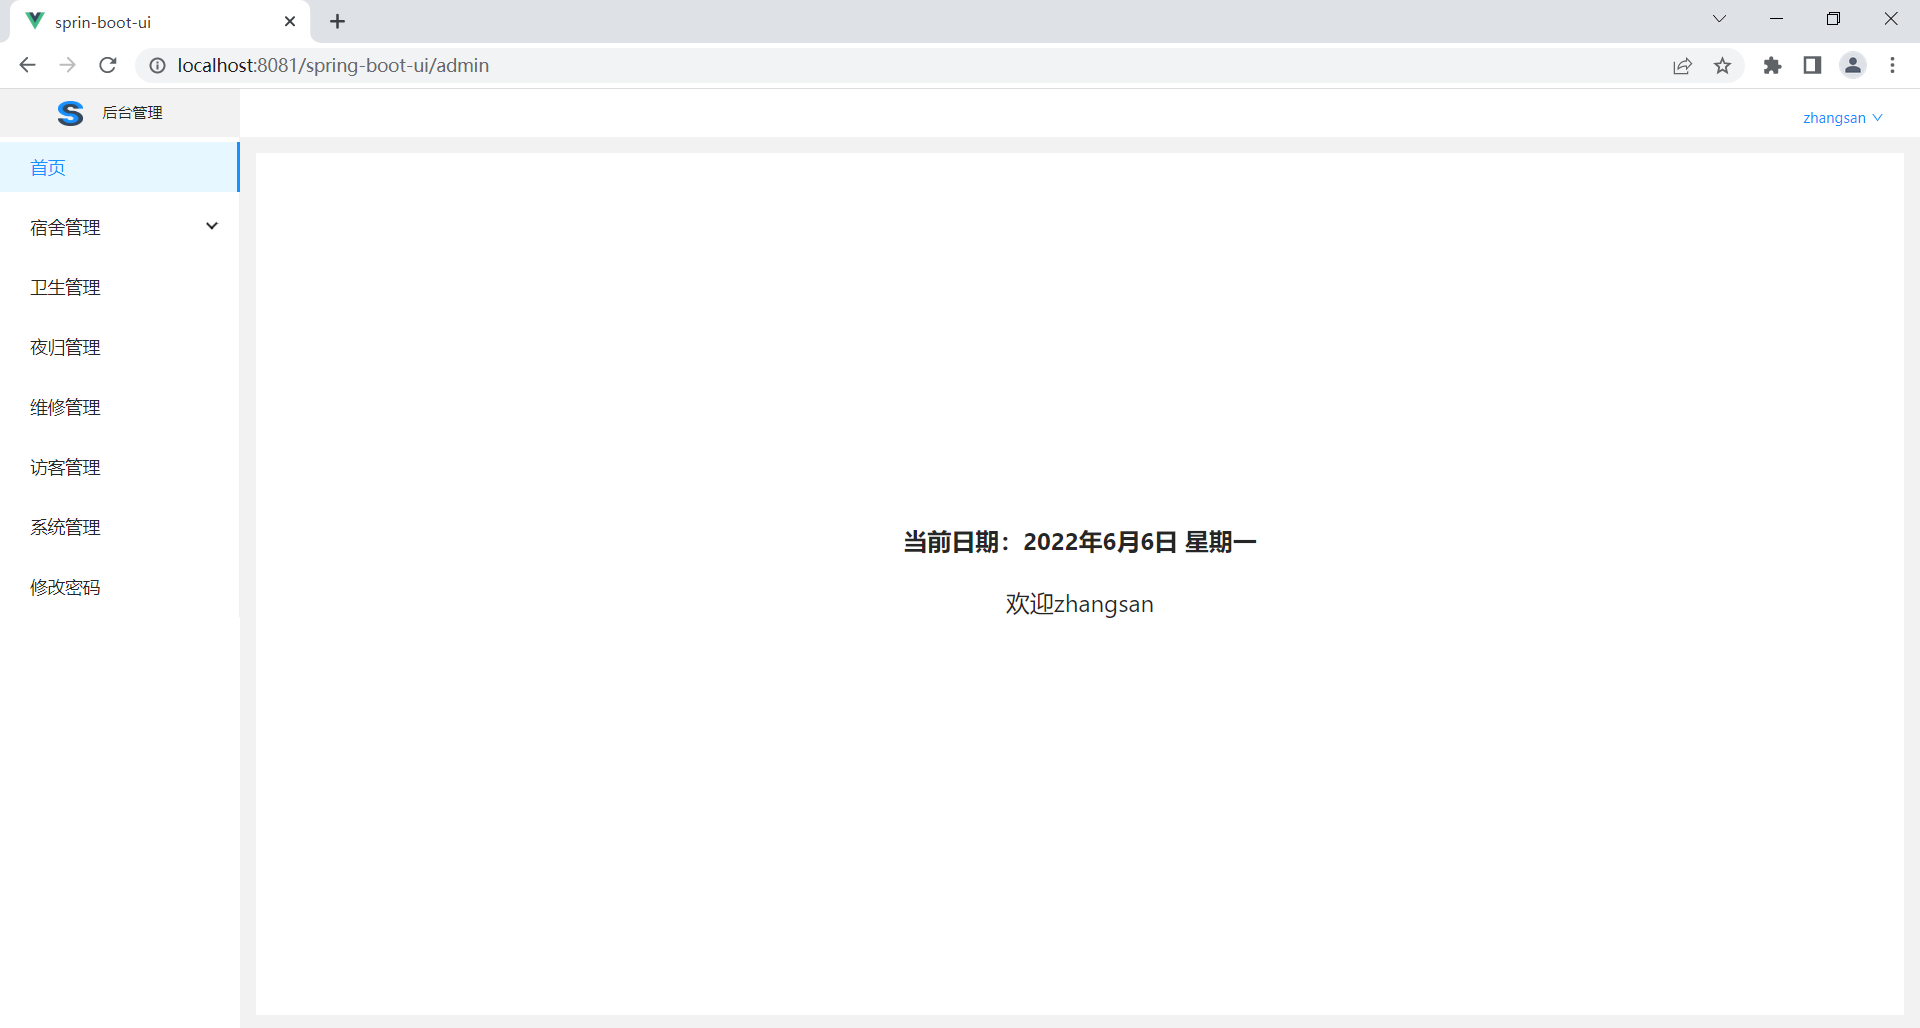 sprin-boot-ui
localhost:8081/spring-boot-ui/admin
后台管理
zhangsan
首页
宿舍管理
卫生管理
夜归管理
维修管理
访客管理
系统管理
修改密码
当前日期：2022年6月6日 星期一
欢迎zhangsan